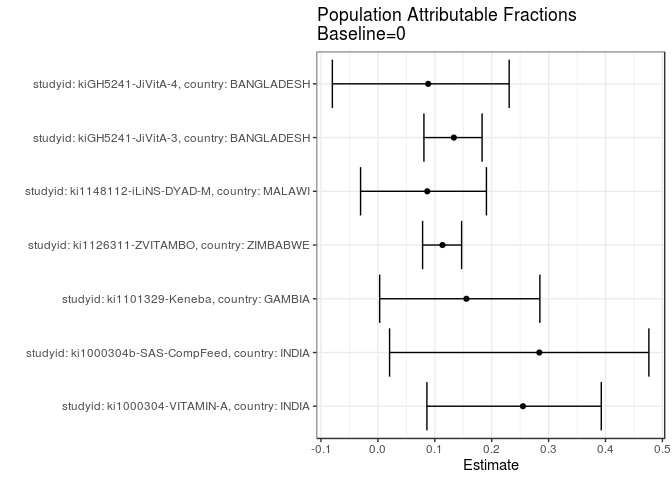 Population Attributable Fractions
Baseline=0
studyid: kiGH5241-JiVitA-4, country: BANGLADESH
studyid: kiGH5241-JiVitA-3, country: BANGLADESH
studyid: ki1148112-iLiNS-DYAD-M, country: MALAWI
studyid: ki1126311-ZVITAMBO, country: ZIMBABWE
studyid: ki1101329-Keneba, country: GAMBIA
studyid: ki1000304b-SAS-CompFeed, country: INDIA
studyid: ki1000304-VITAMIN-A, country: INDIA
-0.1 0.0 0.1 0.2 0.3 0.4 0.5
Estimate